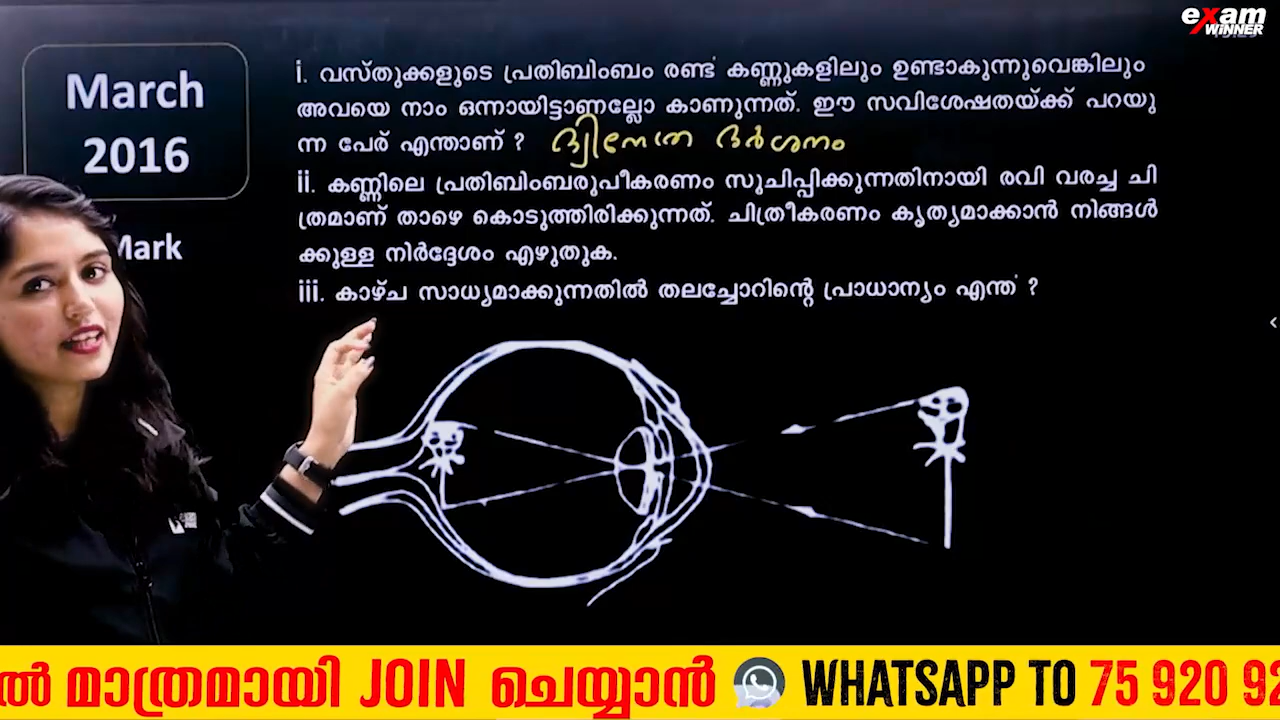 exam
WINNER
March
2016
Mark
i. വസ്തുക്കളുടെ പ്രതിബിംബം രണ്ട് കണ്ണുകളിലും ഉണ്ടാകുന്നുവെങ്കിലും
അവയെ നാം ഒന്നായിട്ടാണല്ലോ കാണുന്നത്. ഈ സവിശേഷതയ്ക്ക് പറയു
ന്ന പേര് എന്താണ് ? ദ്വിനേത്ര ദർശനം
ii. കണ്ണിലെ പ്രതിബിംബരൂപീകരണം സൂചിപ്പിക്കുന്നതിനായി രവി വരച്ച ചി
ത്രമാണ് താഴെ കൊടുത്തിരിക്കുന്നത്. ചിത്രീകരണം കൃത്യമാക്കാൻ നിങ്ങൾ
ക്കുള്ള നിർദ്ദേശം എഴുതുക.
iii. കാഴ്ച സാധ്യമാക്കുന്നതിൽ തലച്ചോറിന്റെ പ്രാധാന്യം എന്ത് ?
ൽ മാത്രമായി JOIN ചെയ്യാൻ WHATSAPP TO 75 920 92